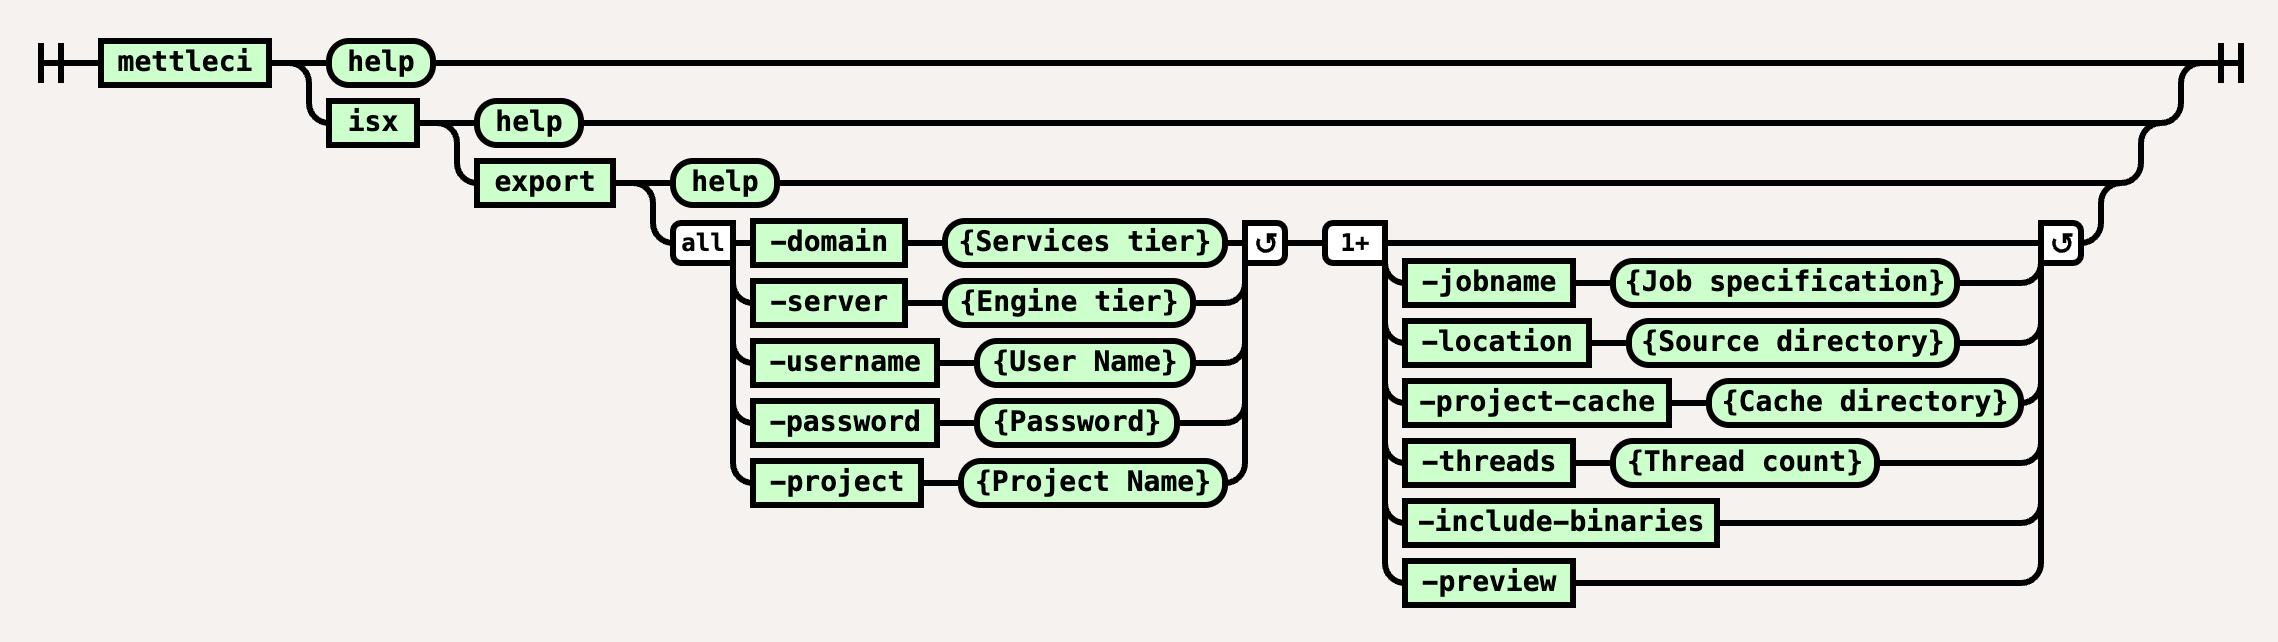 mettleci help
isx help
export help
all -domain {Services tier} ↺ 1+ ↺
-jobname {Job specification}
-server {Engine tier}
-location {Source directory}
-username {User Name}
-project-cache {Cache directory}
-password {Password}
-threads {Thread count}
-project {Project Name}
-include-binaries
-preview